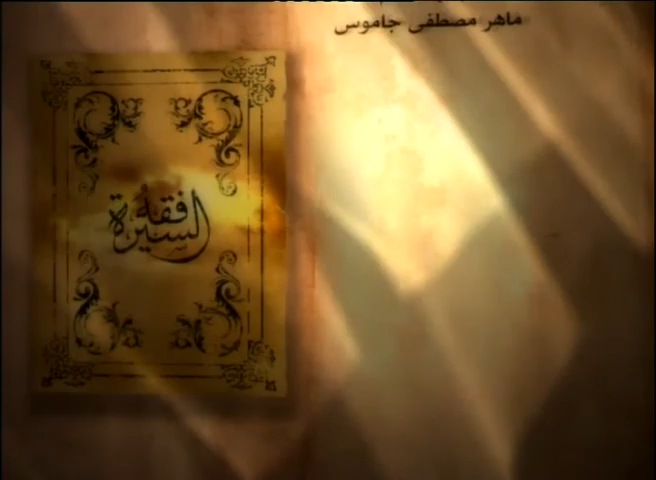 ماهر مصطفى جاموس
فقه
السيرة